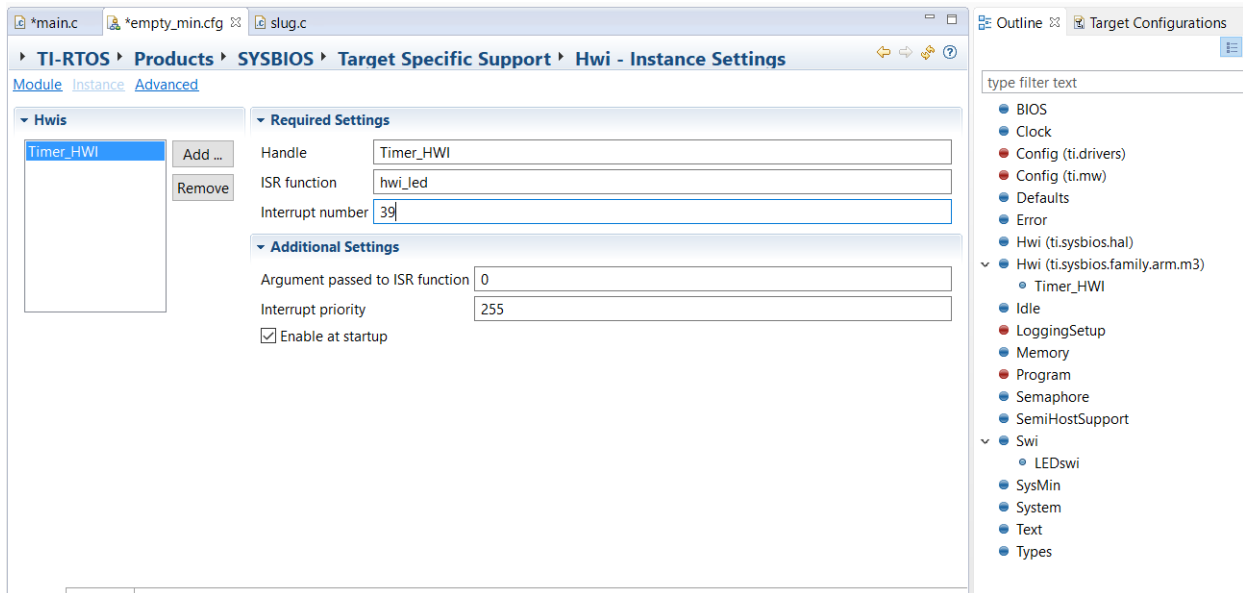 *main.c
*empty_min.cfg
slug.c
TI-RTOS Products SYSBIOS Target Specific Support Hwi - Instance Settings
Module Instance Advanced
Hwis
Timer_HWI
Add ...
Remove
Required Settings
Handle Timer_HWI
ISR function hwi_led
Interrupt number 39
Additional Settings
Argument passed to ISR function 0
Interrupt priority 255
Enable at startup
Outline
Target Configurations
type filter text
BIOS
Clock
Config (ti.drivers)
Config (ti.mw)
Defaults
Error
Hwi (ti.sysbios.hal)
Hwi (ti.sysbios.family.arm.m3)
Timer_HWI
Idle
LoggingSetup
Memory
Program
Semaphore
SemiHostSupport
Swi
LEDswi
SysMin
System
Text
Types